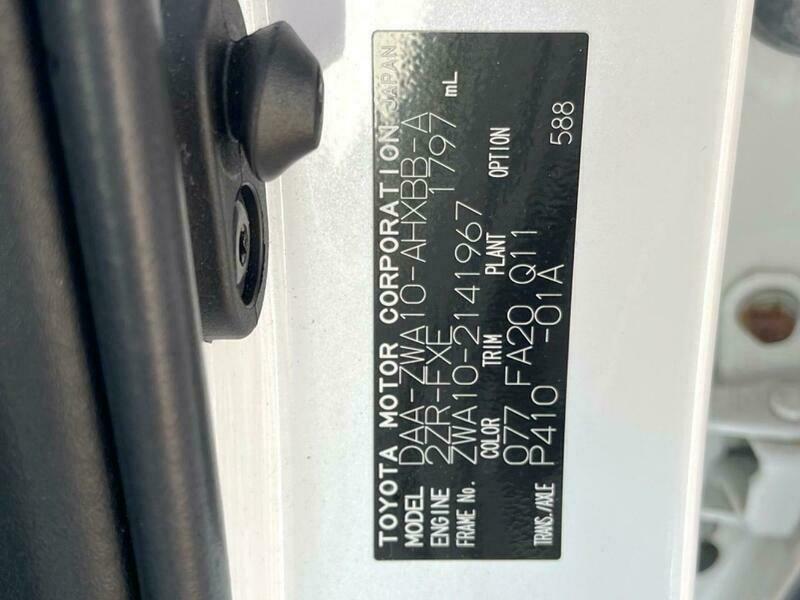 TOYOTA MOTOR CORPORATION JAPAN
MODEL DAA-ZWA10-AHXBB-A
ENGINE 2ZR-FXE 1797 mL
FRAME No. ZWA10-2141967
COLOR TRIM PLANT OPTION
077 FA20 Q11
TRANS./AXLE P410 -01A 588